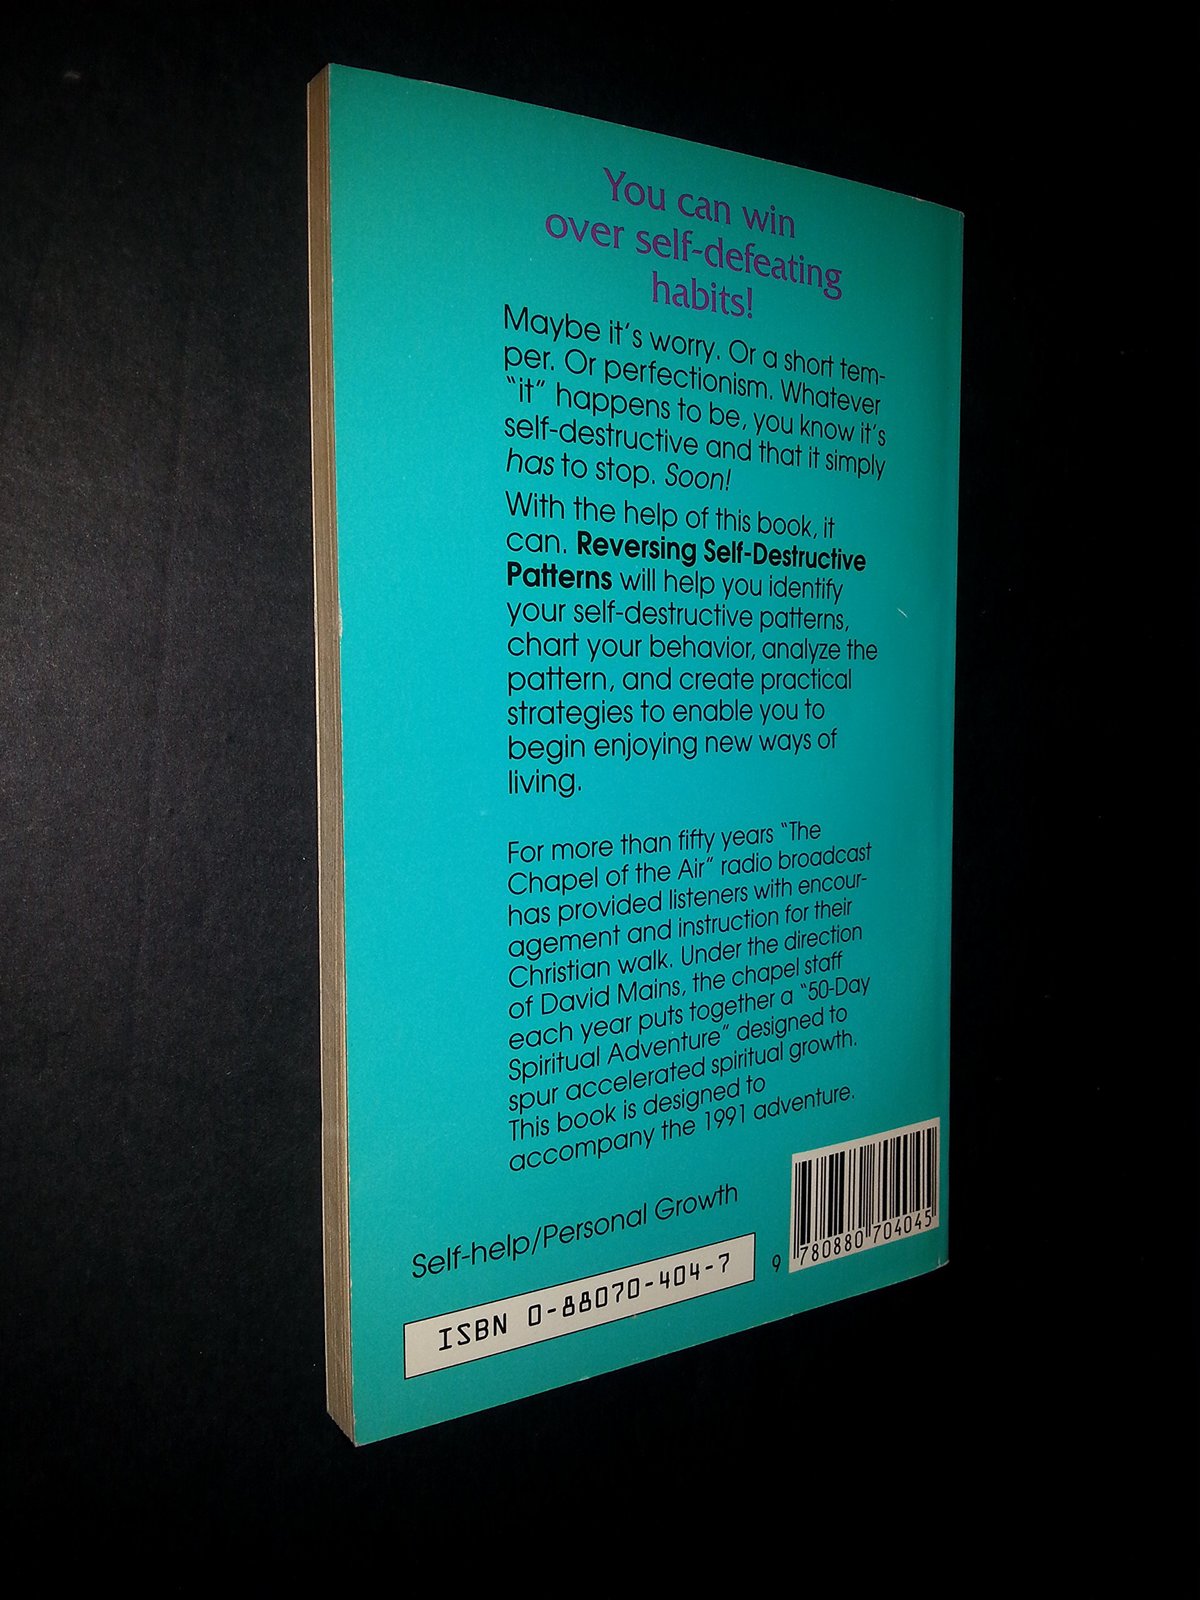 You can win
over self-defeating
habits!
Maybe it's worry. Or a short tem-
per. Or perfectionism. Whatever
"it" happens to be, you know it's
self-destructive and that it simply
has to stop. Soon!
With the help of this book, it
can. Reversing Self-Destructive
Patterns will help you identify
your self-destructive patterns,
chart your behavior, analyze the
pattern, and create practical
strategies to enable you to
begin enjoying new ways of
living.
For more than fifty years "The
Chapel of the Air" radio broadcast
has provided listeners with encour-
agement and instruction for their
Christian walk. Under the direction
of David Mains, the chapel staff
each year puts together a "50-Day
Spiritual Adventure" designed to
spur accelerated spiritual growth.
This book is designed to
accompany the 1991 adventure.
Self-help/Personal Growth
ISBN 0-88070-404-7
9 780880 704045